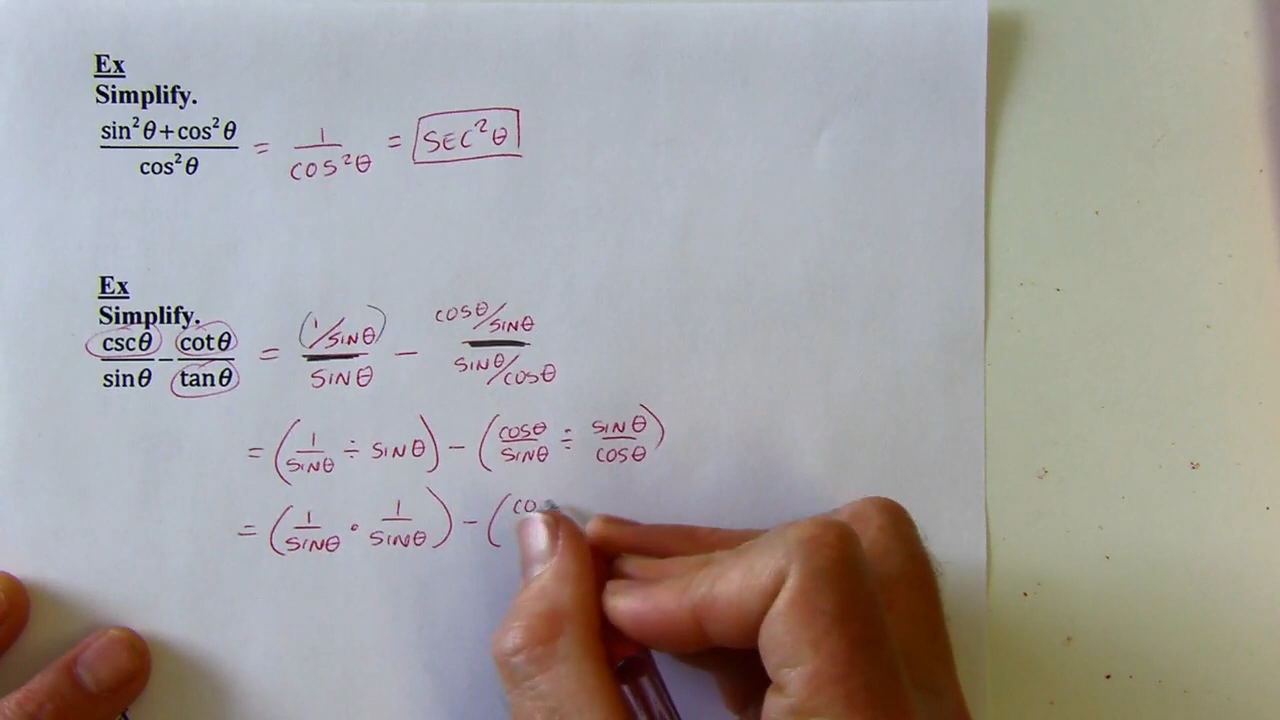 Ex
Simplify.
(sin²θ+cos²θ)/cos²θ = 1/COS²θ = SEC²θ
Ex
Simplify.
cscθ/sinθ − cotθ/tanθ = (1/SINθ)/SINθ − (COSθ/SINθ)/(SINθ/COSθ)
= (1/SINθ ÷ SINθ) − (COSθ/SINθ ÷ SINθ/COSθ)
= (1/SINθ · 1/SINθ) − (CO